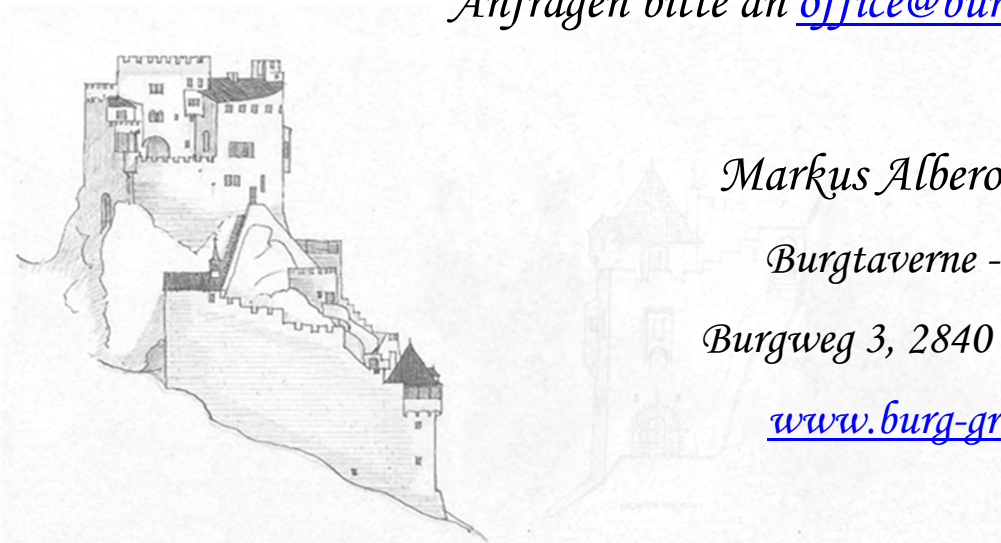 Anfragen bitte an office@bur
Markus Albero
Burgtaverne -
Burgweg 3, 2840
www.burg-gr